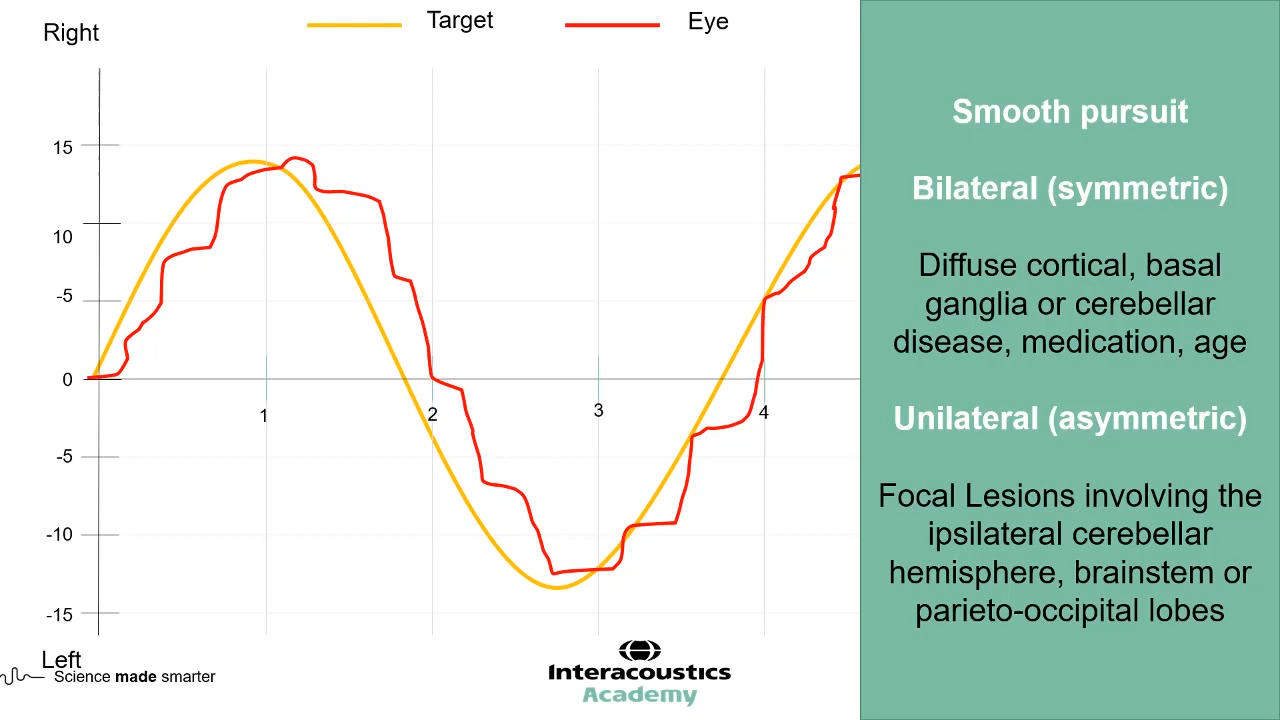 Right
Target
Eye
15
10
-5
0
-5
-10
-15
1
2
3
4
Left
Science made smarter
Interacoustics
Academy
Smooth pursuit
Bilateral (symmetric)
Diffuse cortical, basal
ganglia or cerebellar
disease, medication, age
Unilateral (asymmetric)
Focal Lesions involving the
ipsilateral cerebellar
hemisphere, brainstem or
parieto-occipital lobes